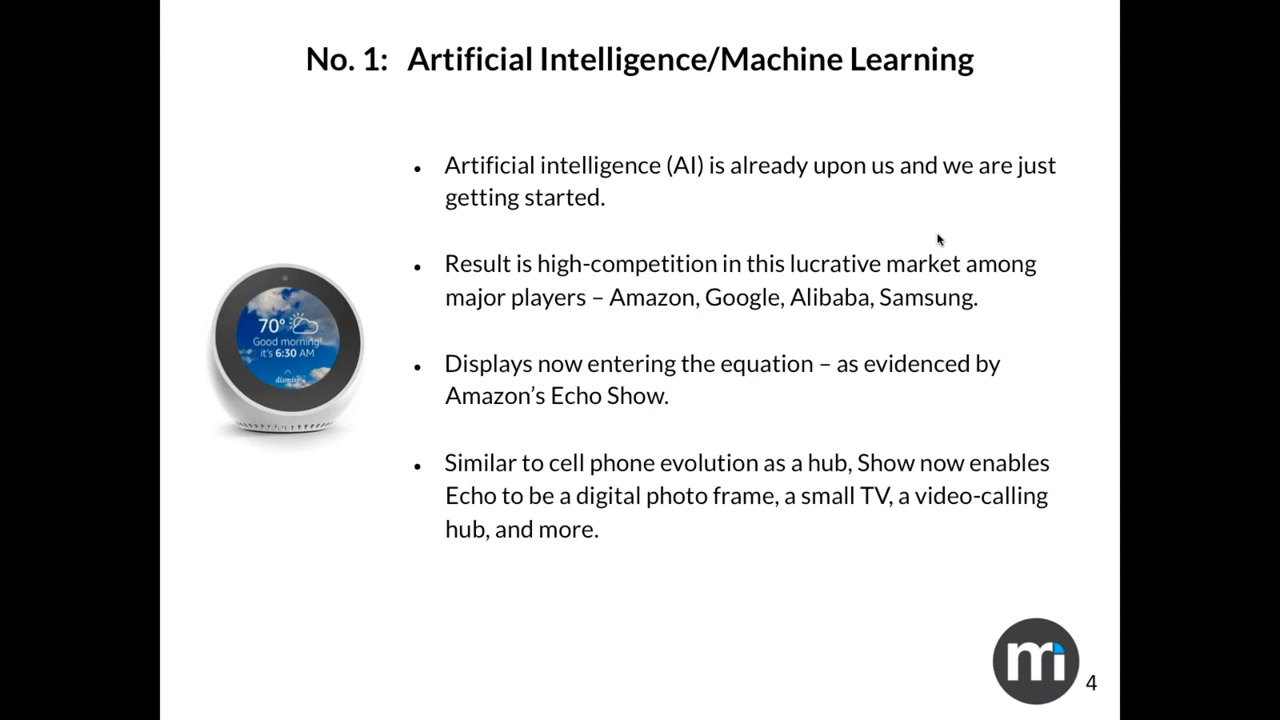 No. 1: Artificial Intelligence/Machine Learning
• Artificial intelligence (AI) is already upon us and we are just
getting started.
• Result is high-competition in this lucrative market among
major players – Amazon, Google, Alibaba, Samsung.
• Displays now entering the equation – as evidenced by
Amazon’s Echo Show.
• Similar to cell phone evolution as a hub, Show now enables
Echo to be a digital photo frame, a small TV, a video-calling
hub, and more.
70°
Good morning!
it's 6:30 AM
dismiss
mi
4